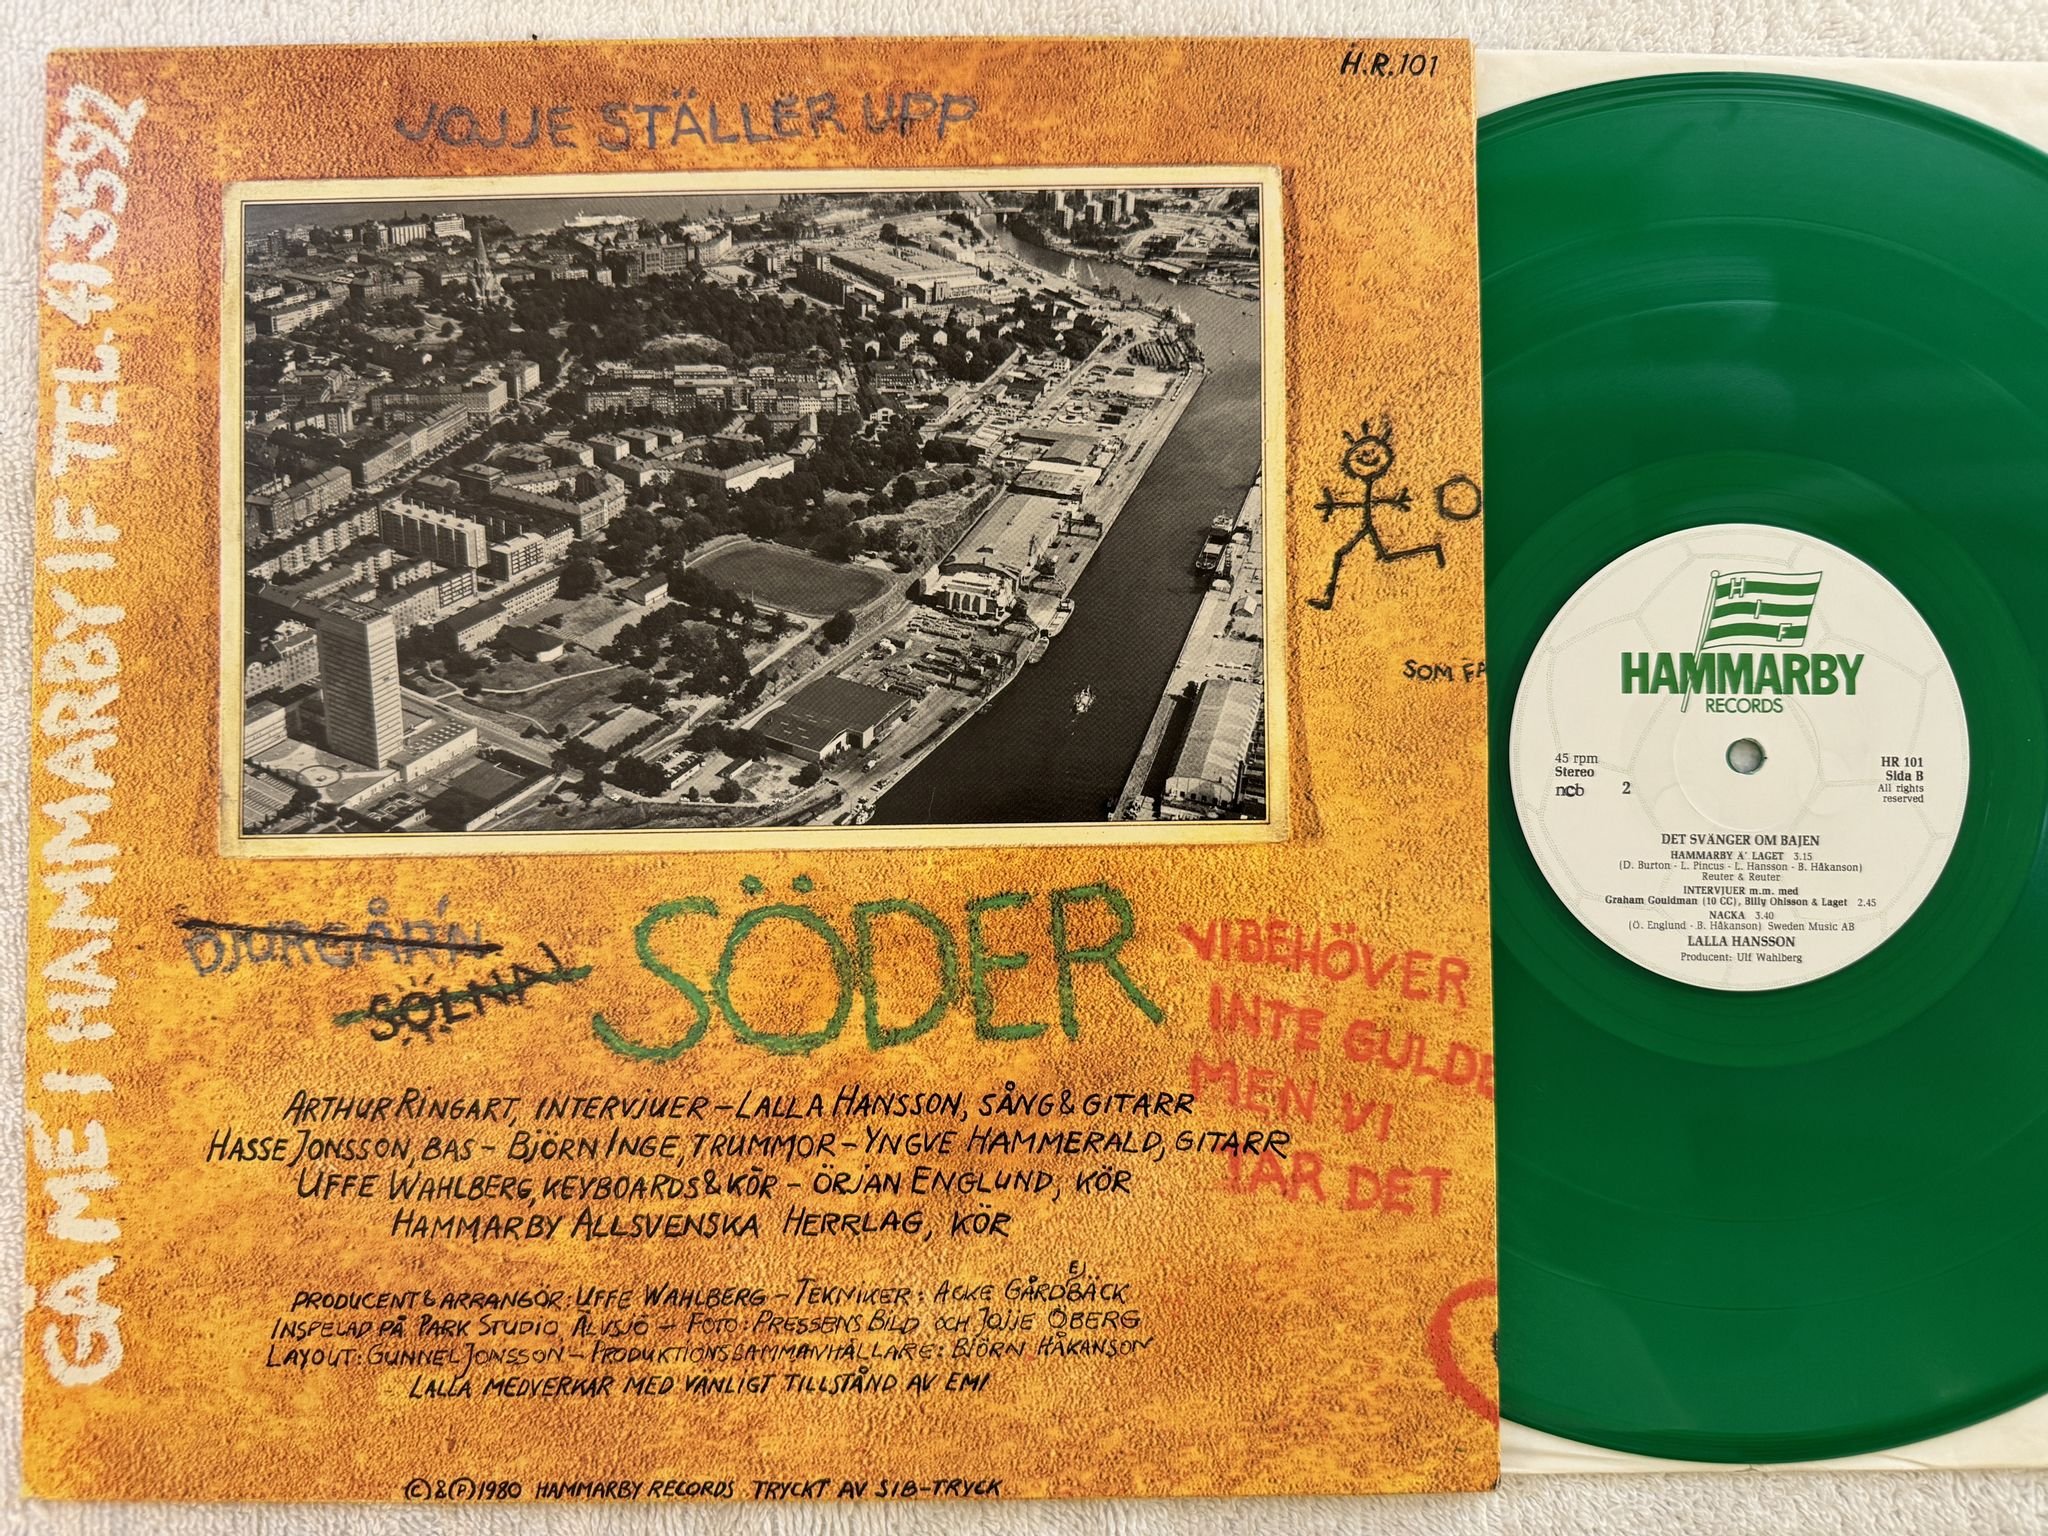 H.R.101
JOJJE STÄLLER UPP
GÅ MÉ I HAMMARBY IF TEL. 413592
SOM FA
DJURGÅR'N
SOLNA
SÖDER
VI BEHÖVER
INTE GULDE
MEN VI
TAR DET
ARTHUR RINGART, INTERVJUER – LALLA HANSSON, SÅNG & GITARR
HASSE JONSSON, BAS – BJÖRN INGE, TRUMMOR – YNGVE HAMMERALD, GITARR
UFFE WAHLBERG, KEYBOARDS & KÖR – ÖRJAN ENGLUND, KÖR
HAMMARBY ALLSVENSKA HERRLAG, KÖR
PRODUCENT & ARRANGÖR: UFFE WAHLBERG – TEKNIKER: ACKE GÅRDBÄCK
EJ
INSPELAD PÅ PARK STUDIO, ÄLVSJÖ – FOTO: PRESSENS BILD OCH JOJJE ÖBERG
LAYOUT: GUNNEL JONSSON – PRODUKTIONSSAMMANHÅLLARE: BJÖRN HÅKANSON
LALLA MEDVERKAR MED VÄNLIGT TILLSTÅND AV EMI
©&℗1980 HAMMARBY RECORDS TRYCKT AV SIB-TRYCK
H
I
F
HAMMARBY
RECORDS
45 rpm
Stereo
ncb 2
HR 101
Sida B
All rights
reserved
DET SVÄNGER OM BAJEN
HAMMARBY Ä' LAGET 3.15
(D. Burton - L. Pincus - L. Hansson - B. Håkanson)
Reuter & Reuter
INTERVJUER m.m. med
Graham Gouldman (10 CC), Billy Ohlsson & Laget 2.45
NACKA 3.40
(Ö. Englund - B. Håkanson) Sweden Music AB
LALLA HANSSON
Producent: Ulf Wahlberg